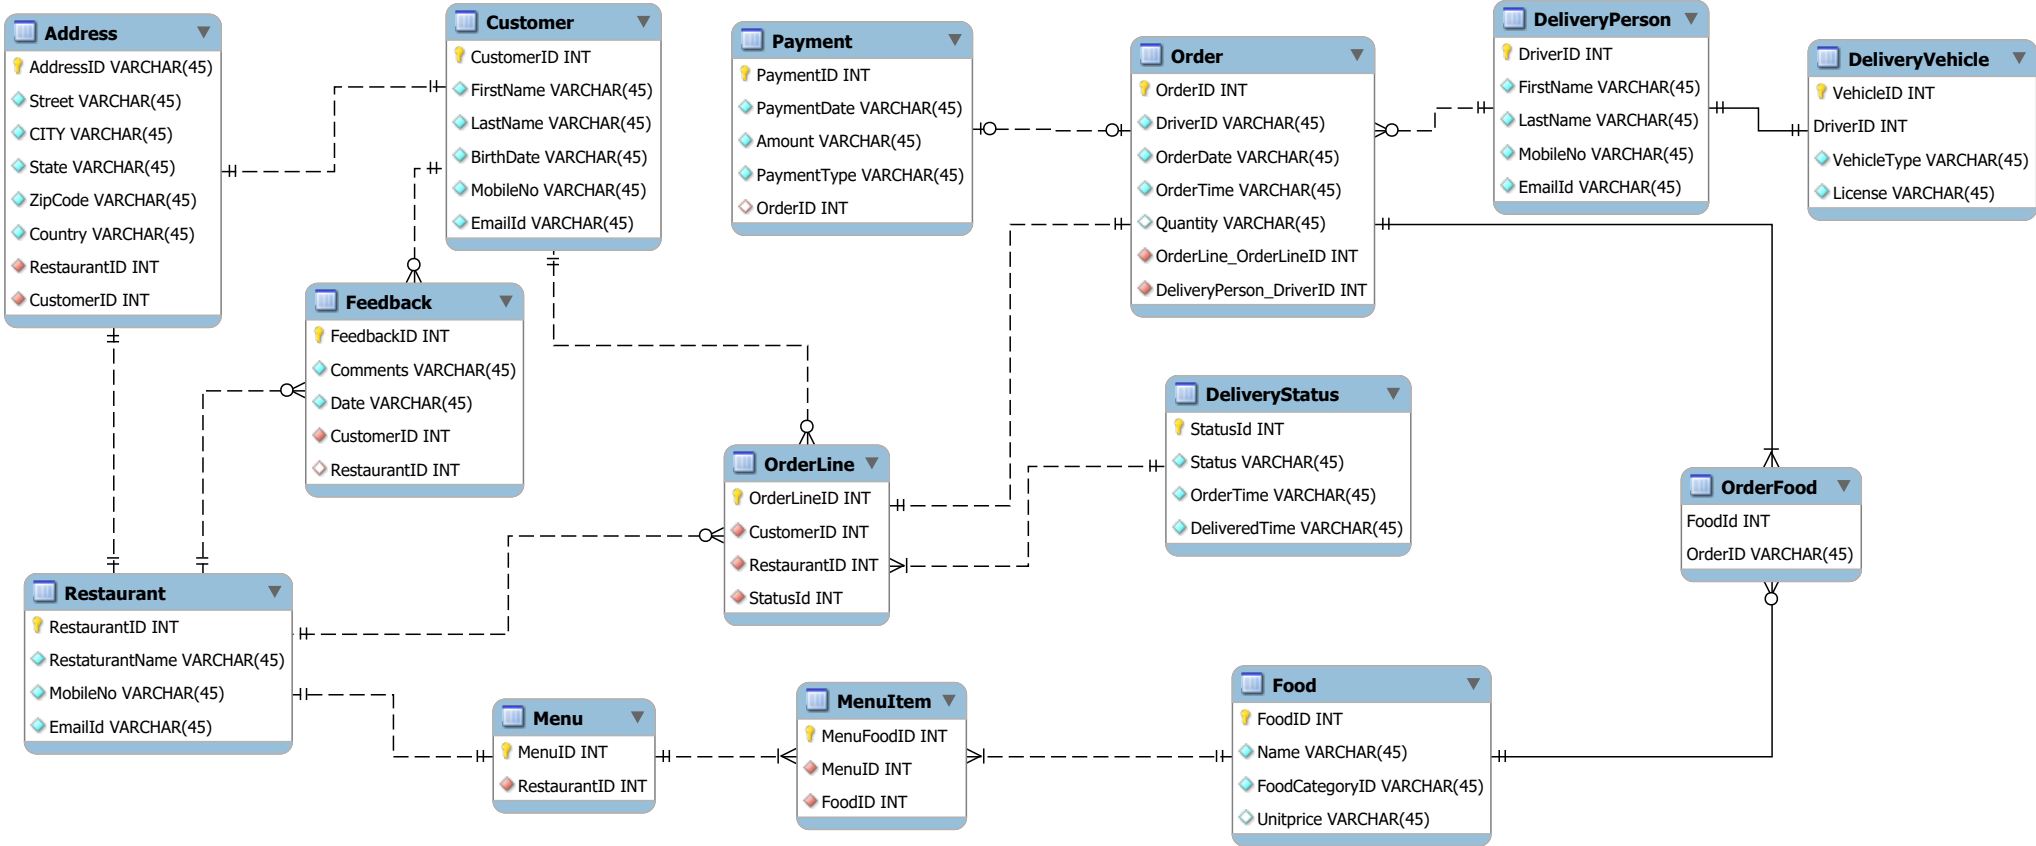 Address
AddressID VARCHAR(45)
Street VARCHAR(45)
CITY VARCHAR(45)
State VARCHAR(45)
ZipCode VARCHAR(45)
Country VARCHAR(45)
RestaurantID INT
CustomerID INT
Customer
CustomerID INT
FirstName VARCHAR(45)
LastName VARCHAR(45)
BirthDate VARCHAR(45)
MobileNo VARCHAR(45)
EmailId VARCHAR(45)
Payment
PaymentID INT
PaymentDate VARCHAR(45)
Amount VARCHAR(45)
PaymentType VARCHAR(45)
OrderID INT
Order
OrderID INT
DriverID VARCHAR(45)
OrderDate VARCHAR(45)
OrderTime VARCHAR(45)
Quantity VARCHAR(45)
OrderLine_OrderLineID INT
DeliveryPerson_DriverID INT
DeliveryPerson
DriverID INT
FirstName VARCHAR(45)
LastName VARCHAR(45)
MobileNo VARCHAR(45)
EmailId VARCHAR(45)
DeliveryVehicle
VehicleID INT
DriverID INT
VehicleType VARCHAR(45)
License VARCHAR(45)
Feedback
FeedbackID INT
Comments VARCHAR(45)
Date VARCHAR(45)
CustomerID INT
RestaurantID INT
OrderLine
OrderLineID INT
CustomerID INT
RestaurantID INT
StatusId INT
DeliveryStatus
StatusId INT
Status VARCHAR(45)
OrderTime VARCHAR(45)
DeliveredTime VARCHAR(45)
OrderFood
FoodId INT
OrderID VARCHAR(45)
Restaurant
RestaurantID INT
RestaturantName VARCHAR(45)
MobileNo VARCHAR(45)
EmailId VARCHAR(45)
Menu
MenuID INT
RestaurantID INT
MenuItem
MenuFoodID INT
MenuID INT
FoodID INT
Food
FoodID INT
Name VARCHAR(45)
FoodCategoryID VARCHAR(45)
Unitprice VARCHAR(45)